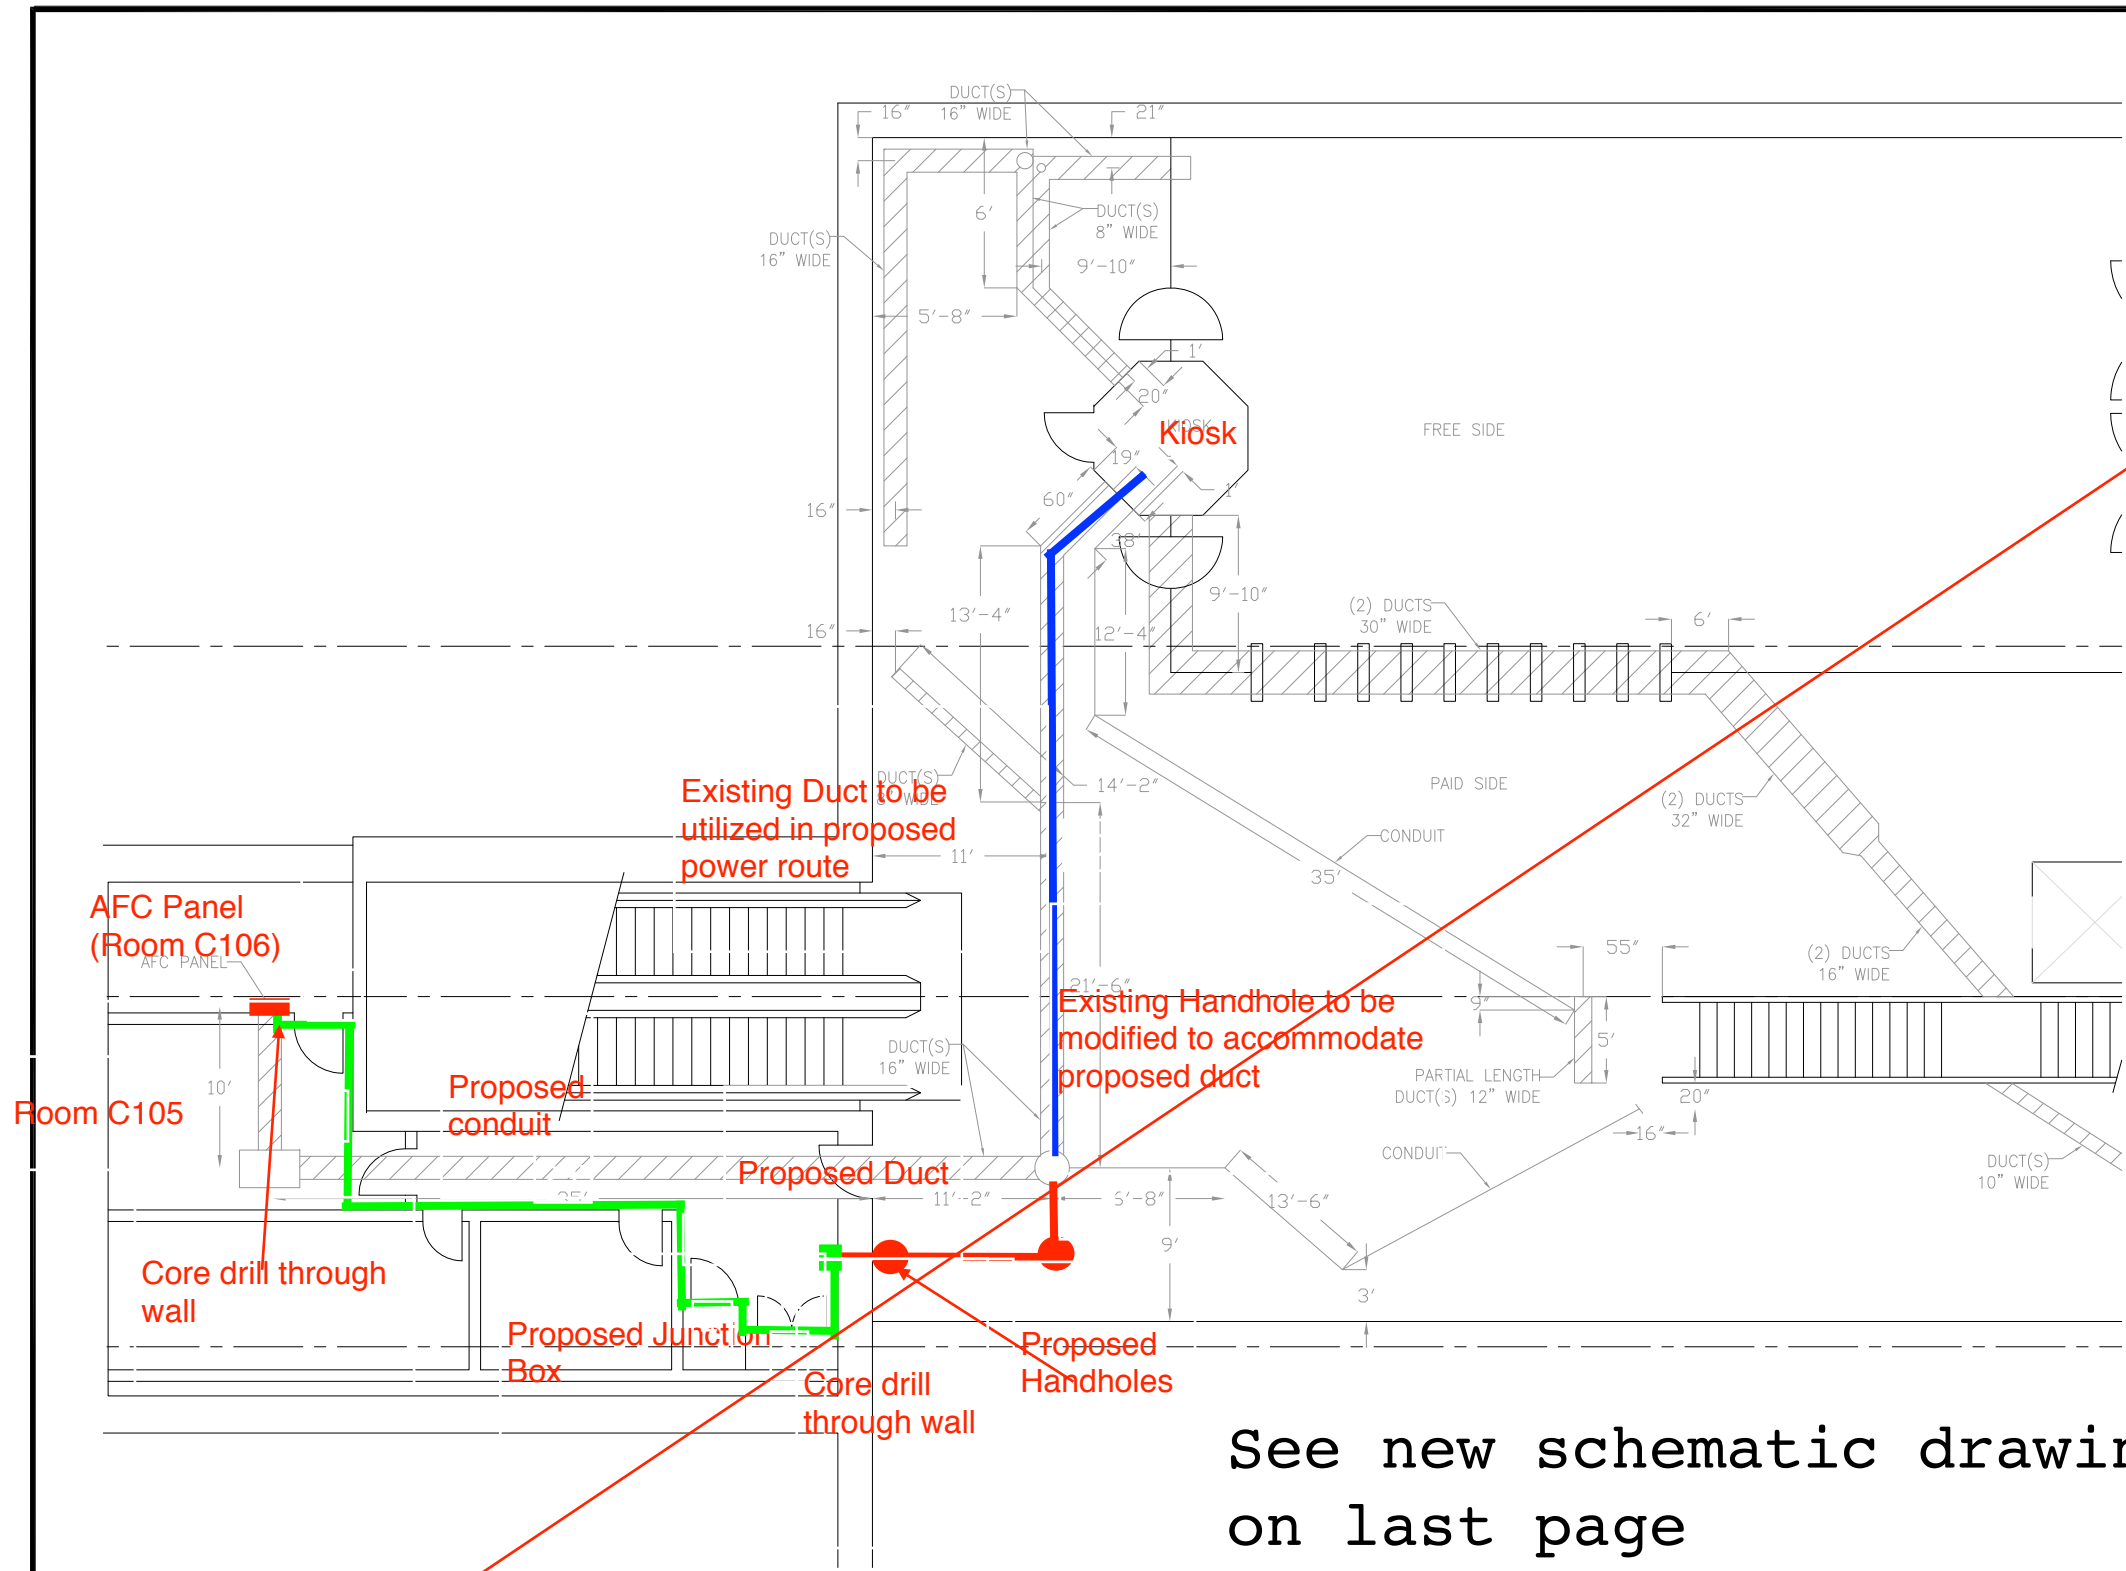 DUCT(S)
16" WIDE
16"
21"
6'
DUCT(S)
8" WIDE
DUCT(S)
16" WIDE
9'-10"
5'-8"
1'
20"
KIOSK
Kiosk
FREE SIDE
19"
60"
1'
16"
38'
9'-10"
13'-4"
12'-4"
(2) DUCTS
30" WIDE
6'
16"
DUCT(S)
8" WIDE
14'-2"
PAID SIDE
(2) DUCTS
32" WIDE
Existing Duct to be
utilized in proposed
power route
CONDUIT
11'
35'
AFC Panel
(Room C106)
AFC PANEL
55"
(2) DUCTS
16" WIDE
21'-6"
9"
Existing Handhole to be
modified to accommodate
proposed duct
5'
DUCT(S)
16" WIDE
PARTIAL LENGTH
DUCT(S) 12" WIDE
20"
10'
Room C105
Proposed
conduit
16"
CONDUIT
DUCT(S)
10" WIDE
Proposed Duct
11'-2"
13'-6"
9'
Core drill through
wall
3'
Proposed Junction
Box
Proposed
Handholes
Core drill
through wall
See new schematic
on last page